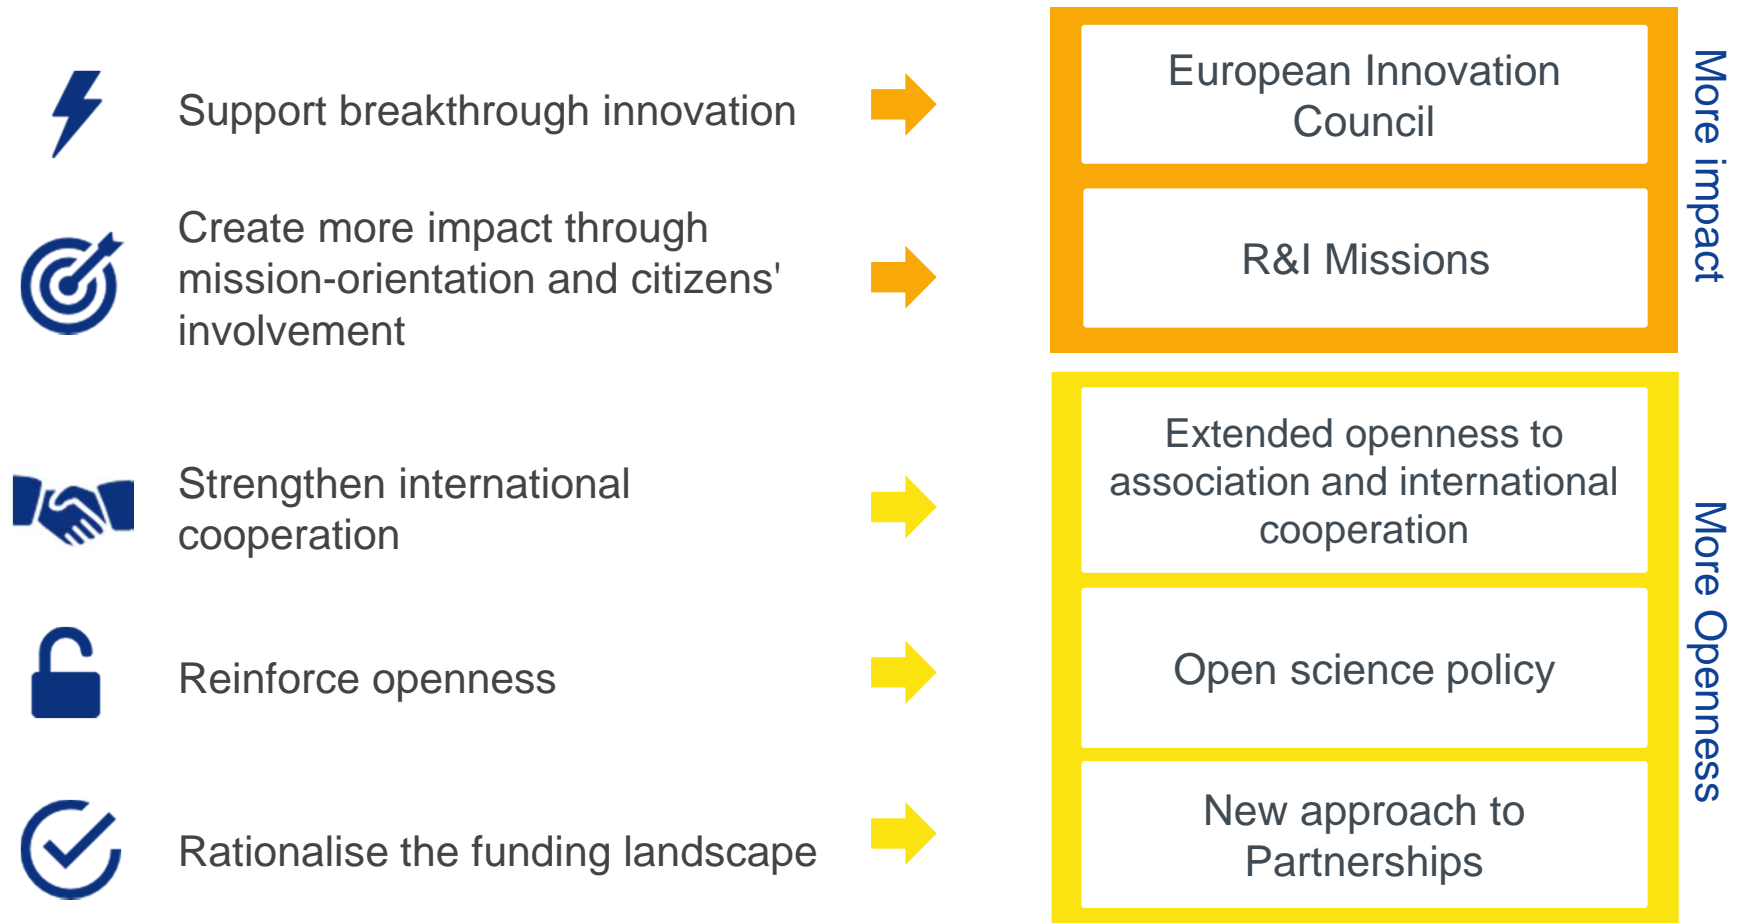 Support breakthrough innovation
European Innovation
Council
Create more impact through
mission-orientation and citizens'
involvement
R&I Missions
More impact
Strengthen international
cooperation
Extended openness to
association and international
cooperation
Reinforce openness
Open science policy
Rationalise the funding landscape
New approach to
Partnerships
More Openness